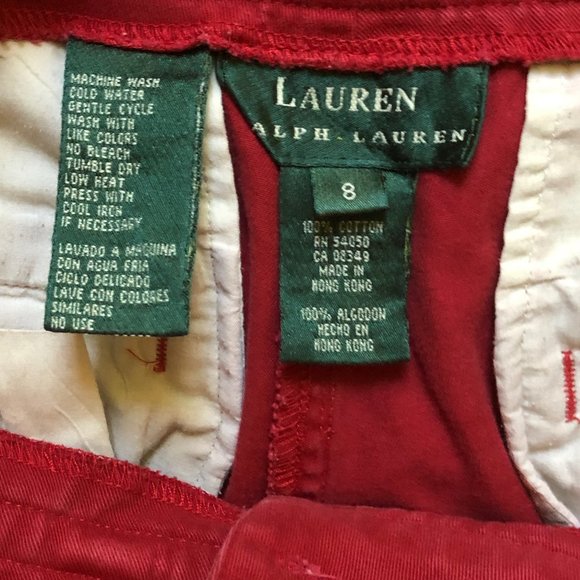 MACHINE WASH
COLD WATER
GENTLE CYCLE
WASH WITH
LIKE COLORS
NO BLEACH
TUMBLE DRY
LOW HEAT
PRESS WITH
COOL IRON
IF NECESSARY
LAVADO A MAQUINA
CON AGUA FRIA
CICLO DELICADO
LAVE CON COLORES
SIMILARES
NO USE
LAUREN
ALPH-LAUREN
8
100% COTTON
RN 54050
CA 08349
MADE IN
HONG KONG
100% ALGODON
HECHO EN
HONG KONG